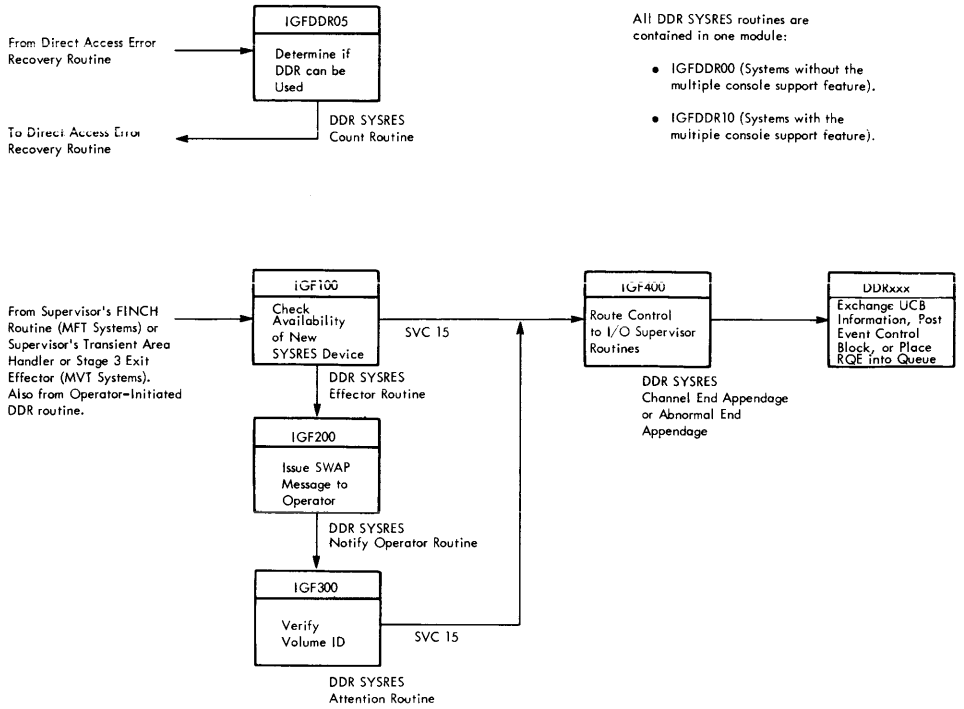 IGFDDR05
From Direct Access Error
Recovery Routine
Determine if
DDR can be
Used
DDR SYSRES
Count Routine
To Direct Access Error
Recovery Routine
All DDR SYSRES routines are
contained in one module:
• IGFDDR00 (Systems without the
multiple console support feature).
• IGFDDR10 (Systems with the
multiple console support feature).
From Supervisor's FINCH
Routine (MFT Systems) or
Supervisor's Transient Area
Handler or Stage 3 Exit
Effector (MVT Systems).
Also from Operator-Initiated
DDR routine.
IGF100
Check
Availability
of New
SYSRES Device
SVC 15
DDR SYSRES
Effector Routine
IGF200
Issue SWAP
Message to
Operator
DDR SYSRES
Notify Operator Routine
IGF300
Verify
Volume ID
SVC 15
DDR SYSRES
Attention Routine
IGF400
Route Control
to I/O Supervisor
Routines
DDR SYSRES
Channel End Appendage
or Abnormal End
Appendage
DDRxxx
Exchange UCB
Information, Post
Event Control
Block, or Place
RQE into Queue